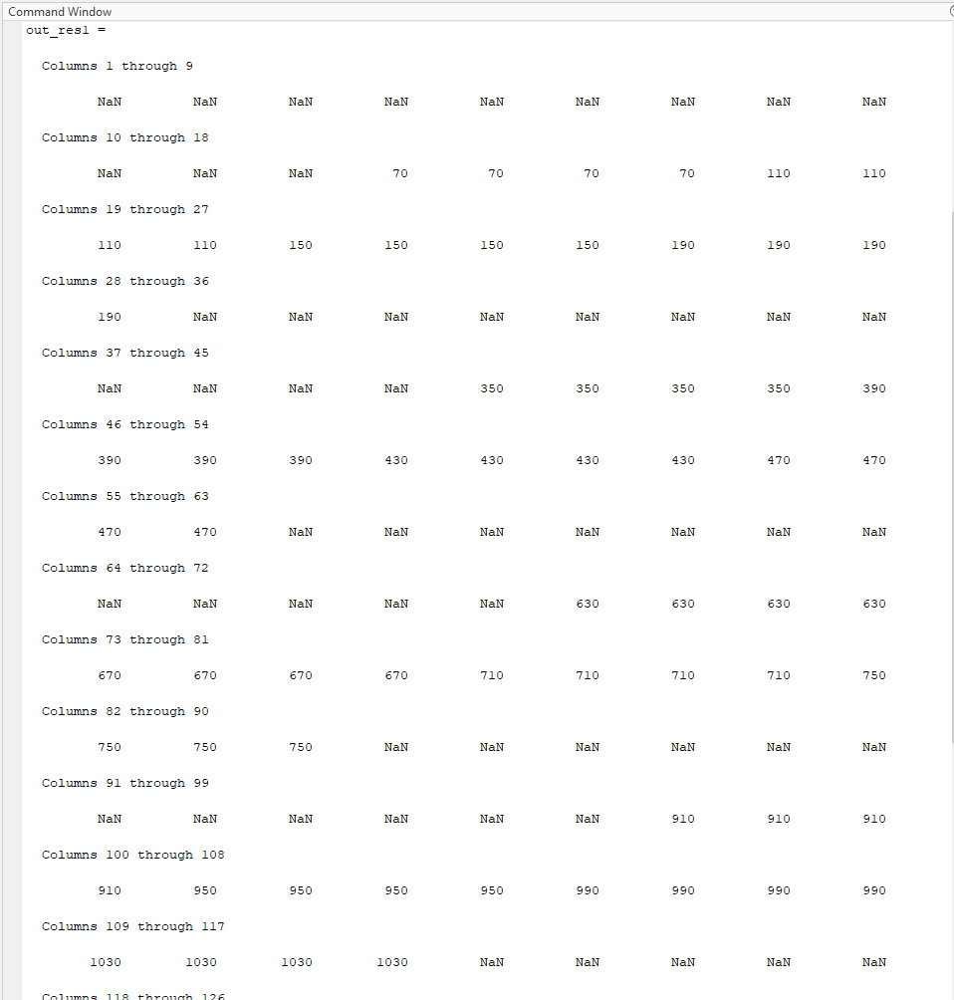 Command Window
out_res1 =
Columns 1 through 9
NaN NaN NaN NaN NaN NaN NaN NaN NaN
Columns 10 through 18
NaN NaN NaN 70 70 70 70 110 110
Columns 19 through 27
110 110 150 150 150 150 190 190 190
Columns 28 through 36
190 NaN NaN NaN NaN NaN NaN NaN NaN
Columns 37 through 45
NaN NaN NaN NaN 350 350 350 350 390
Columns 46 through 54
390 390 390 430 430 430 430 470 470
Columns 55 through 63
470 470 NaN NaN NaN NaN NaN NaN NaN
Columns 64 through 72
NaN NaN NaN NaN NaN 630 630 630 630
Columns 73 through 81
670 670 670 670 710 710 710 710 750
Columns 82 through 90
750 750 750 NaN NaN NaN NaN NaN NaN
Columns 91 through 99
NaN NaN NaN NaN NaN NaN 910 910 910
Columns 100 through 108
910 950 950 950 950 990 990 990 990
Columns 109 through 117
1030 1030 1030 1030 NaN NaN NaN NaN NaN
Columns 118 through 126